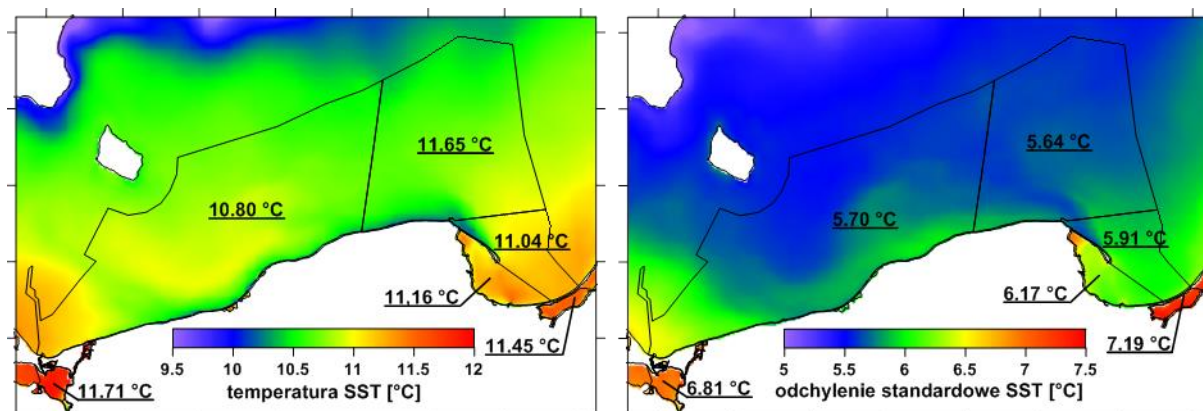 11.65 °C
10.80 °C
11.04 °C
11,16 °C
11.45 °C
11.71 °C
9.5 10 10.5 11 11.5 12
temperatura SST [°C]
5.64 °C
5.70 °C
5.91 °C
6.17 °C
7.19 °C
6.81 °C
5 5.5 6 6.5 7 7.5
odchylenie standardowe SST [°C]